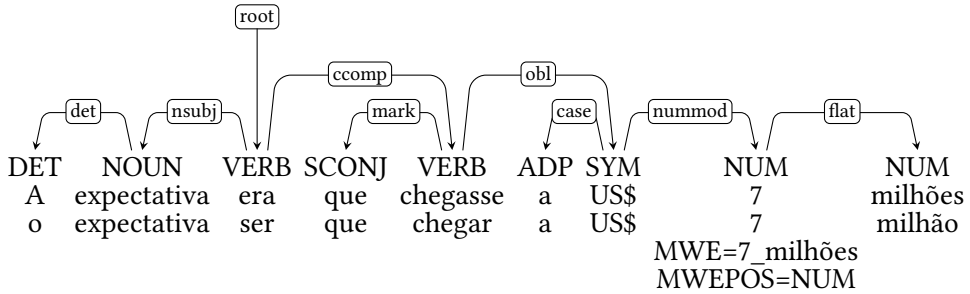 root
ccomp obl
det nsubj mark case nummod flat
DET NOUN VERB SCONJ VERB ADP SYM NUM NUM
A expectativa era que chegasse a US$ 7 milhões
o expectativa ser que chegar a US$ 7 milhão
MWE=7_milhões
MWEPOS=NUM